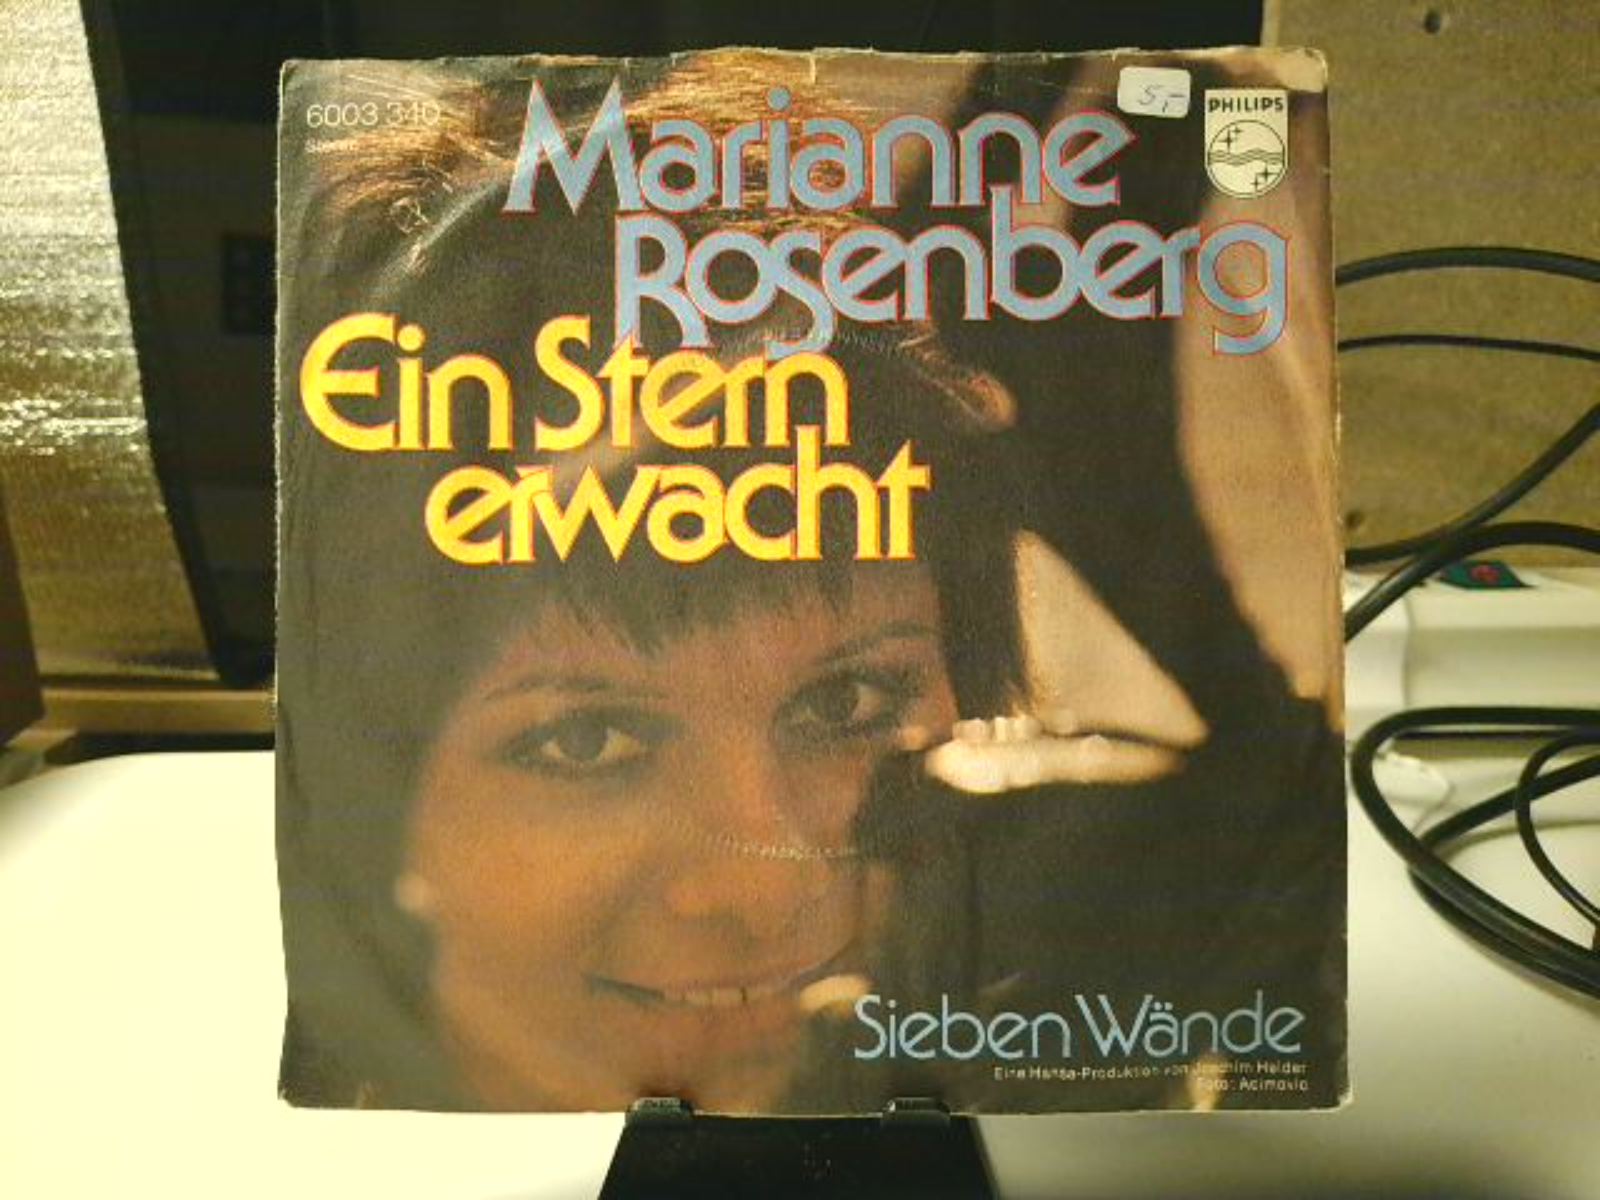 6003 340
5,-
PHILIPS
Marianne
Rosenberg
Ein Stern
erwacht
Sieben Wände
Eine Hansa-Produktion von Joachim Heider
Foto: Acimovic